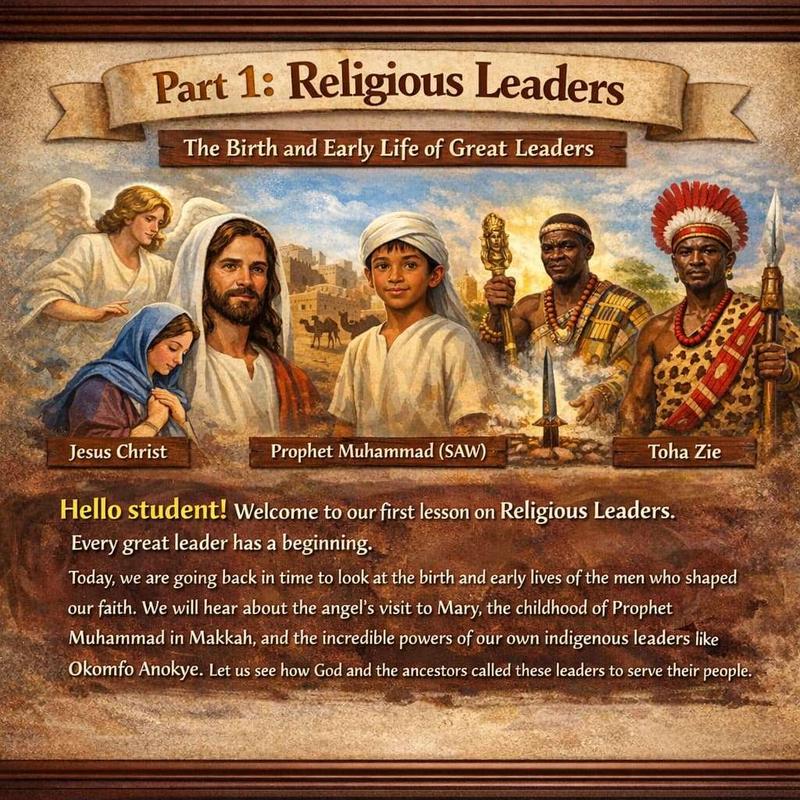 Part 1: Religious Leaders
The Birth and Early Life of Great Leaders
Jesus Christ
Prophet Muhammad (SAW)
Toha Zie
Hello student! Welcome to our first lesson on Religious Leaders.
Every great leader has a beginning.
Today, we are going back in time to look at the birth and early lives of the men who shaped
our faith. We will hear about the angel's visit to Mary, the childhood of Prophet
Muhammad in Makkah, and the incredible powers of our own indigenous leaders like
Okomfo Anokye. Let us see how God and the ancestors called these leaders to serve their people.